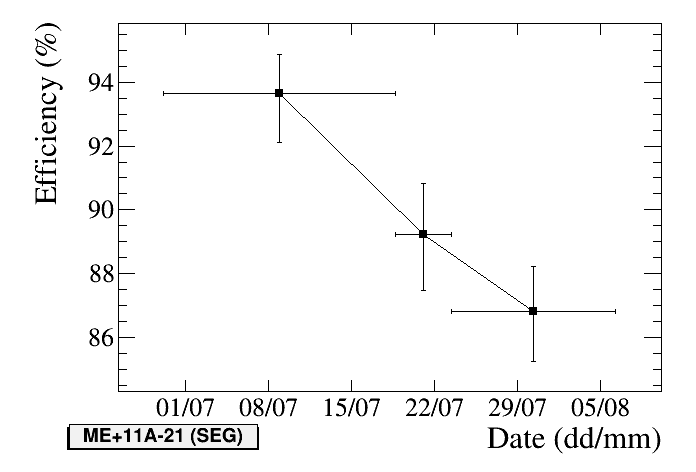 Efficiency (%)
94
92
90
88
86
01/07 08/07 15/07 22/07 29/07 05/08
ME+11A-21 (SEG)
Date (dd/mm)